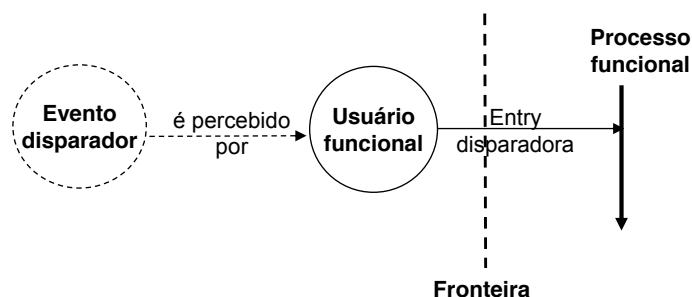 Processo
funcional
Evento
disparador
é percebido
por
Usuário
funcional
Entry
disparadora
Fronteira